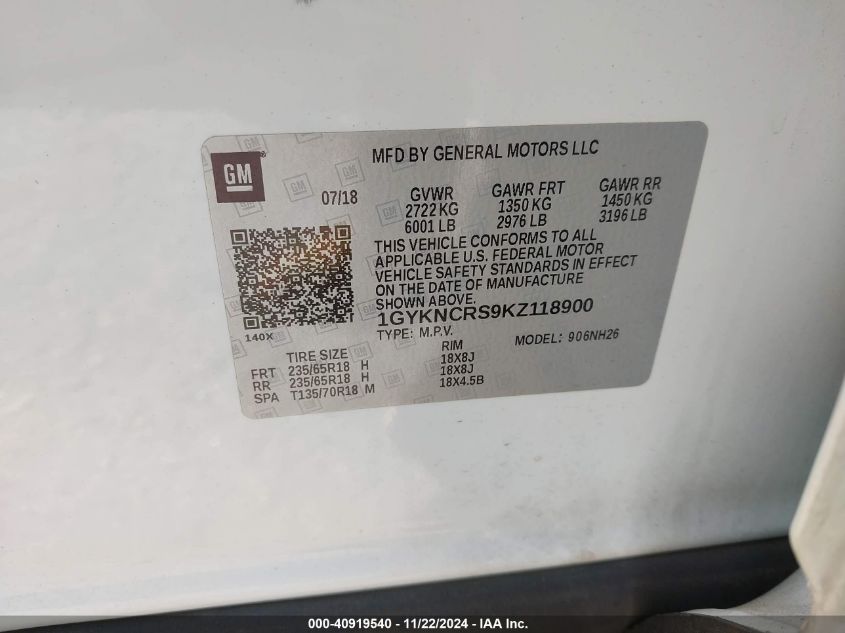 GM
MFD BY GENERAL MOTORS LLC
07/18
GVWR GAWR FRT GAWR RR
2722 KG 1350 KG 1450 KG
6001 LB 2976 LB 3196 LB
THIS VEHICLE CONFORMS TO ALL
APPLICABLE U.S. FEDERAL MOTOR
VEHICLE SAFETY STANDARDS IN EFFECT
ON THE DATE OF MANUFACTURE
SHOWN ABOVE.
1GYKNCRS9KZ118900
140X
TYPE: M.P.V. MODEL: 906NH26
TIRE SIZE RIM
FRT 235/65R18 H 18X8J
RR 235/65R18 H 18X8J
SPA T135/70R18 M 18X4.5B
000-40919540 - 11/22/2024 - IAA Inc.